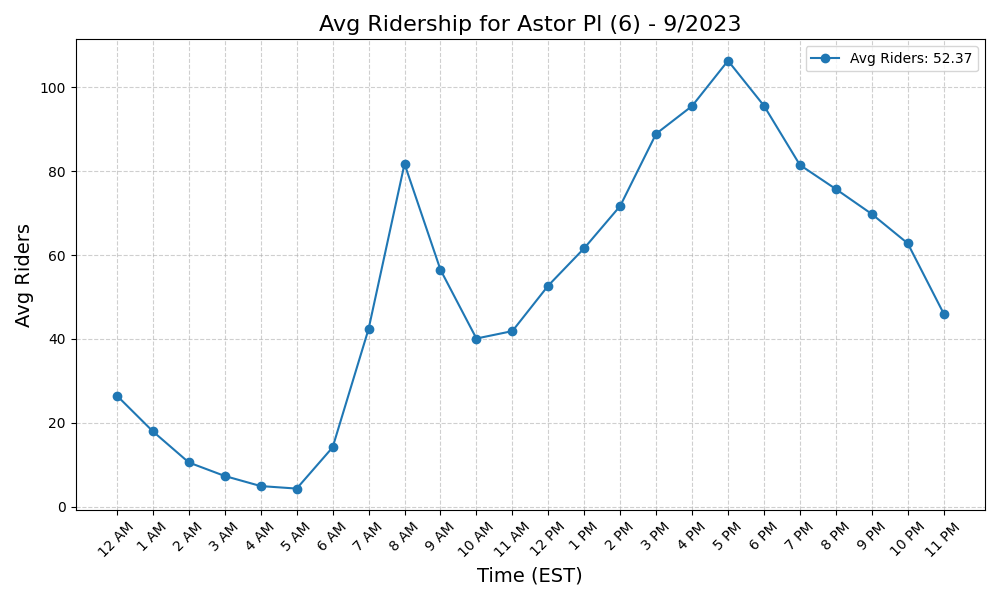 Avg Ridership for Astor Pl (6) - 9/2023
Avg Riders: 52.37
Avg Riders
100
80
60
40
20
0
12 AM
1 AM
2 AM
3 AM
4 AM
5 AM
6 AM
7 AM
8 AM
9 AM
10 AM
11 AM
12 PM
1 PM
2 PM
3 PM
4 PM
5 PM
6 PM
7 PM
8 PM
9 PM
10 PM
11 PM
Time (EST)